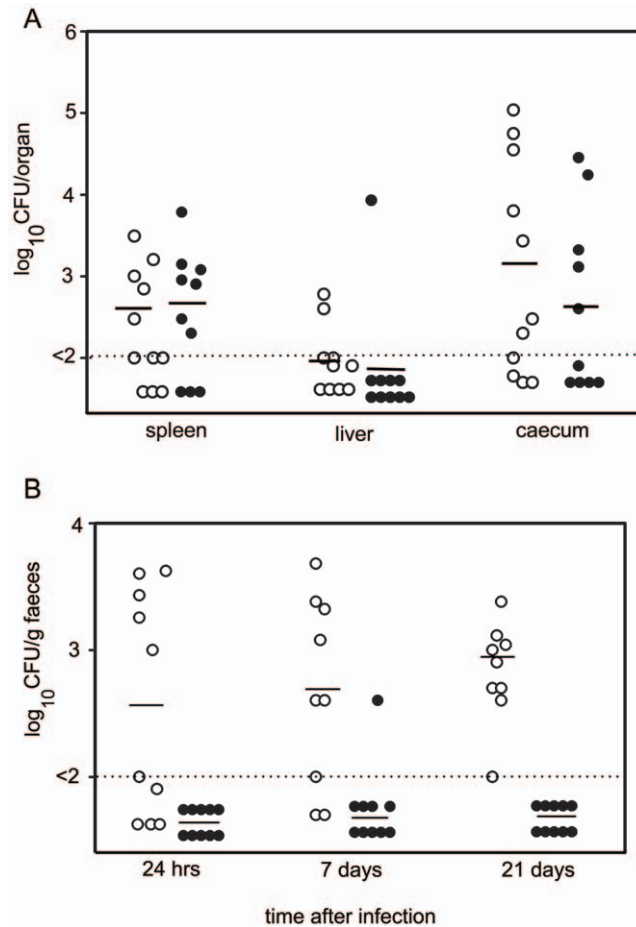 A
6
5
4
3
<2
log10CFU/organ
spleen liver caecum
B
4
3
<2
log10CFU/g faeces
24 hrs 7 days 21 days
time after infection